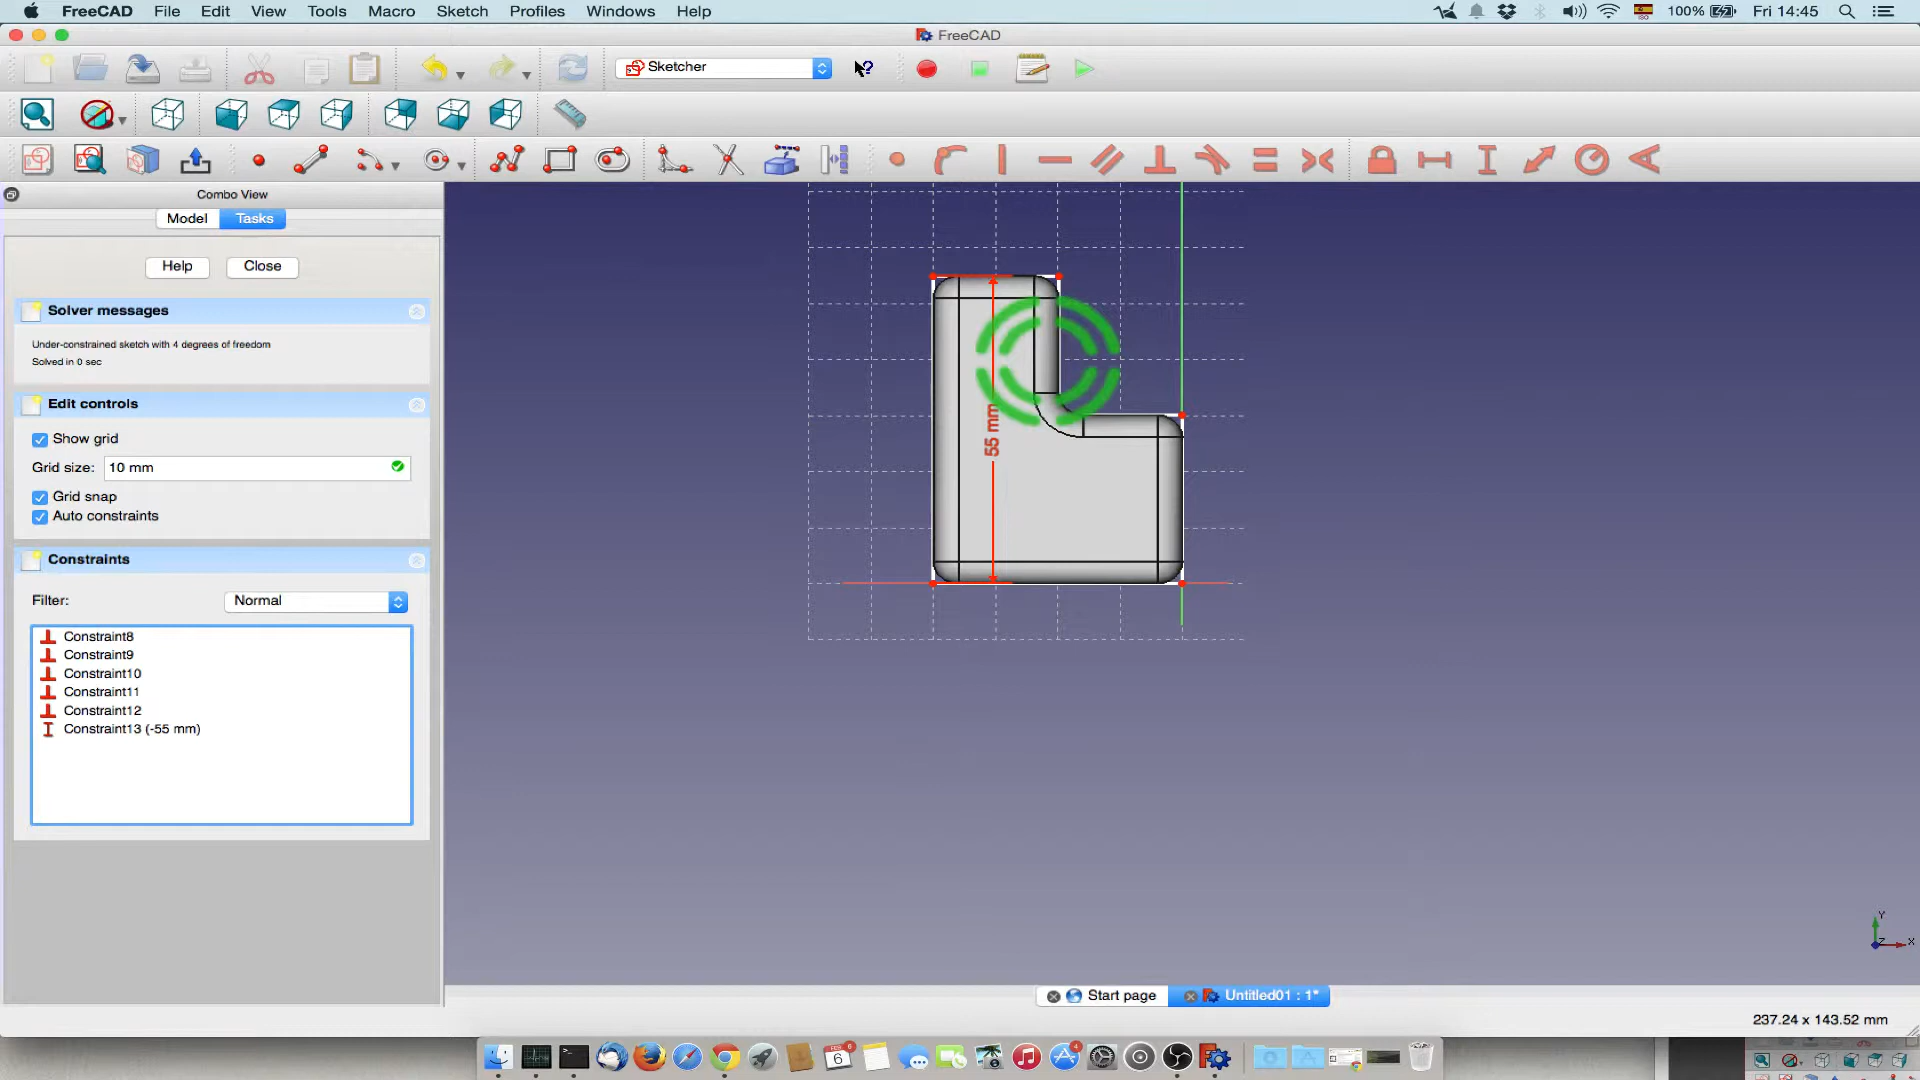 FreeCAD File Edit View Tools Macro Sketch Profiles Windows Help 100% Fri 14:45
FreeCAD
Sketcher
Combo View
Model Tasks
Help Close
Solver messages
Under-constrained sketch with 4 degrees of freedom
Solved in 0 sec
Edit controls
Show grid
Grid size: 10 mm
Grid snap
Auto constraints
Constraints
Filter: Normal
Constraint8
Constraint9
Constraint10
Constraint11
Constraint12
Constraint13 (-55 mm)
55 mm
Y
Z X
Start page Untitled01 : 1*
237.24 x 143.52 mm